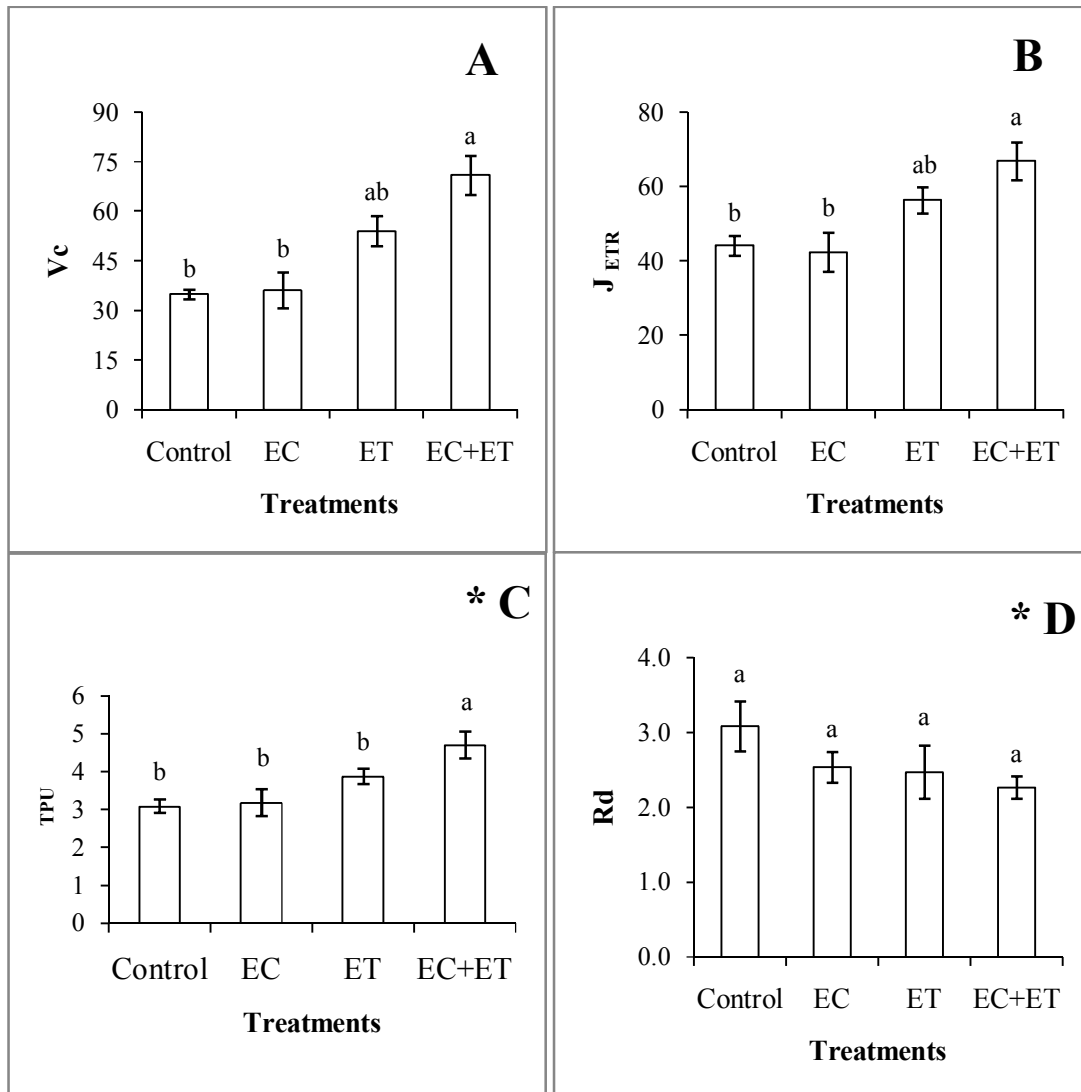 A
90
75
60
45
30
15
0
Vc
b
b
ab
a
Control EC ET EC+ET
Treatments
B
80
60
40
20
0
J ETR
b
b
ab
a
Control EC ET EC+ET
Treatments
* C
6
5
4
3
2
1
0
TPU
b
b
b
a
Control EC ET EC+ET
Treatments
* D
4.0
3.0
2.0
1.0
0.0
Rd
a
a
a
a
Control EC ET EC+ET
Treatments